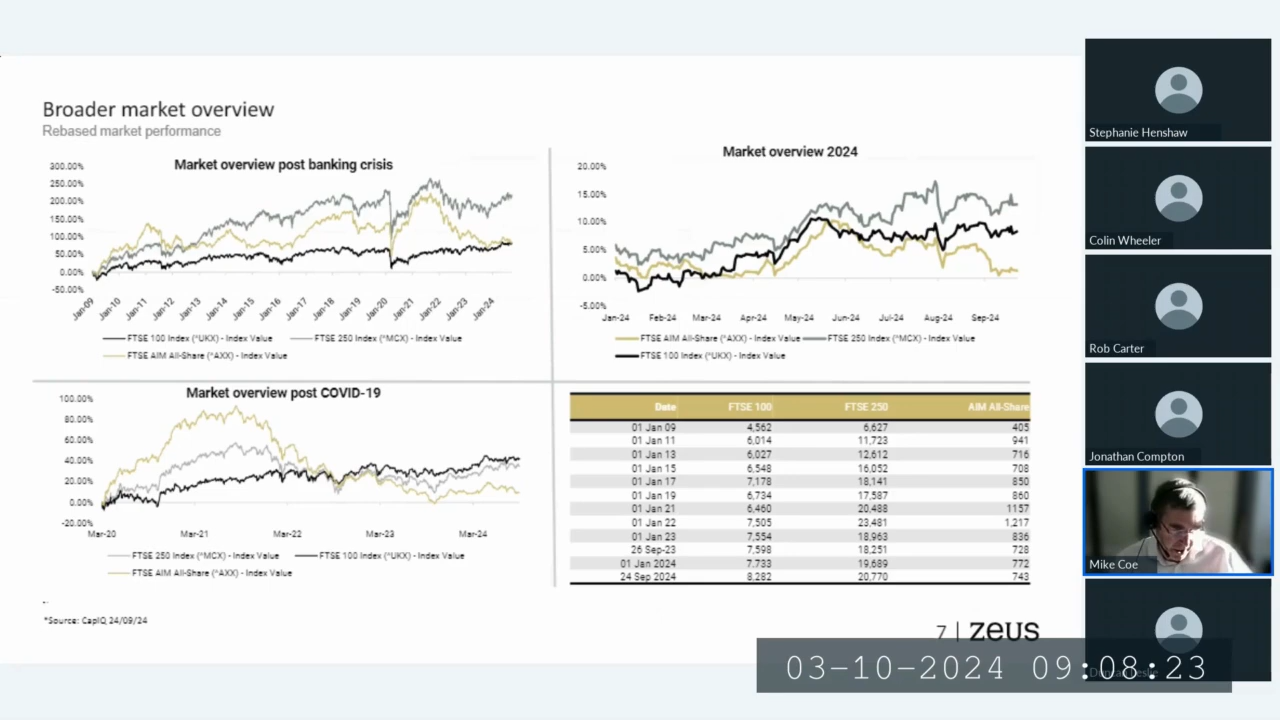 Broader market overview
Rebased market performance
Market overview post banking crisis
300.00%
250.00%
200.00%
150.00%
100.00%
50.00%
0.00%
-50.00%
Jan-09 Jan-10 Jan-11 Jan-12 Jan-13 Jan-14 Jan-15 Jan-16 Jan-17 Jan-18 Jan-19 Jan-20 Jan-21 Jan-22 Jan-23 Jan-24
FTSE 100 Index (^UKX) - Index Value FTSE 250 Index (^MCX) - Index Value
FTSE AIM All-Share (^AXX) - Index Value
Market overview 2024
20.00%
15.00%
10.00%
5.00%
0.00%
-5.00%
Jan-24 Feb-24 Mar-24 Apr-24 May-24 Jun-24 Jul-24 Aug-24 Sep-24
FTSE AIM All-Share (^AXX) - Index Value FTSE 250 Index (^MCX) - Index Value
FTSE 100 Index (^UKX) - Index Value
Market overview post COVID-19
100.00%
80.00%
60.00%
40.00%
20.00%
0.00%
-20.00%
Mar-20 Mar-21 Mar-22 Mar-23 Mar-24
FTSE 250 Index (^MCX) - Index Value FTSE 100 Index (^UKX) - Index Value
FTSE AIM All-Share (^AXX) - Index Value
Date FTSE 100 FTSE 250 AIM All-Share
01 Jan 09 4,562 6,627 405
01 Jan 11 6,014 11,723 941
01 Jan 13 6,027 12,612 716
01 Jan 15 6,548 16,052 708
01 Jan 17 7,178 18,141 850
01 Jan 19 6,734 17,587 860
01 Jan 21 6,460 20,488 1157
01 Jan 22 7,505 23,481 1,217
01 Jan 23 7,554 18,963 836
26 Sep-23 7,598 18,251 728
01 Jan 2024 7,733 19,689 772
24 Sep 2024 8,282 20,770 743
*Source: CapIQ 24/09/24
7 | zeus
Stephanie Henshaw
Colin Wheeler
Rob Carter
Jonathan Compton
Mike Coe
03-10-2024 09:08:23